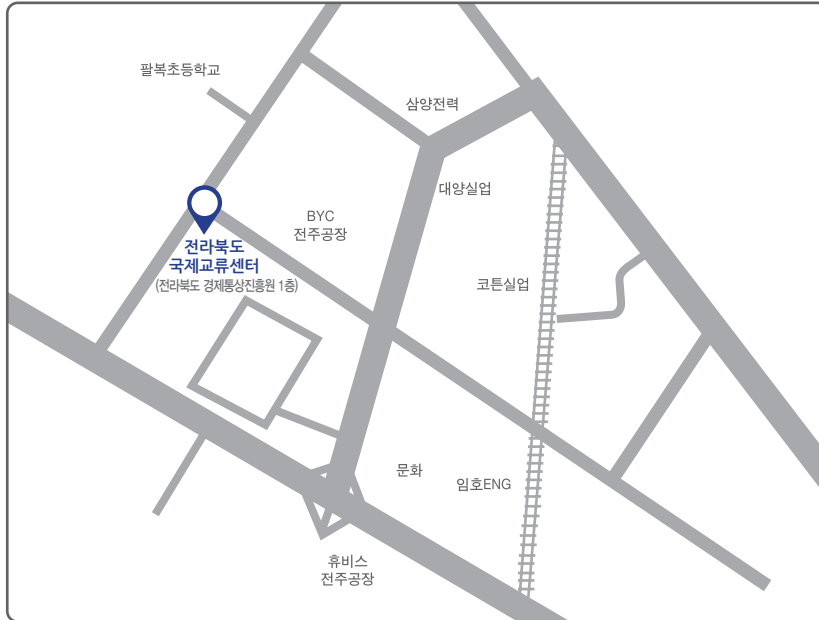 팔복초등학교
삼양전력
대양실업
BYC
전주공장
전라북도
국제교류센터
(전라북도 경제통상진흥원 1층)
코튼실업
문화
임호ENG
휴비스
전주공장